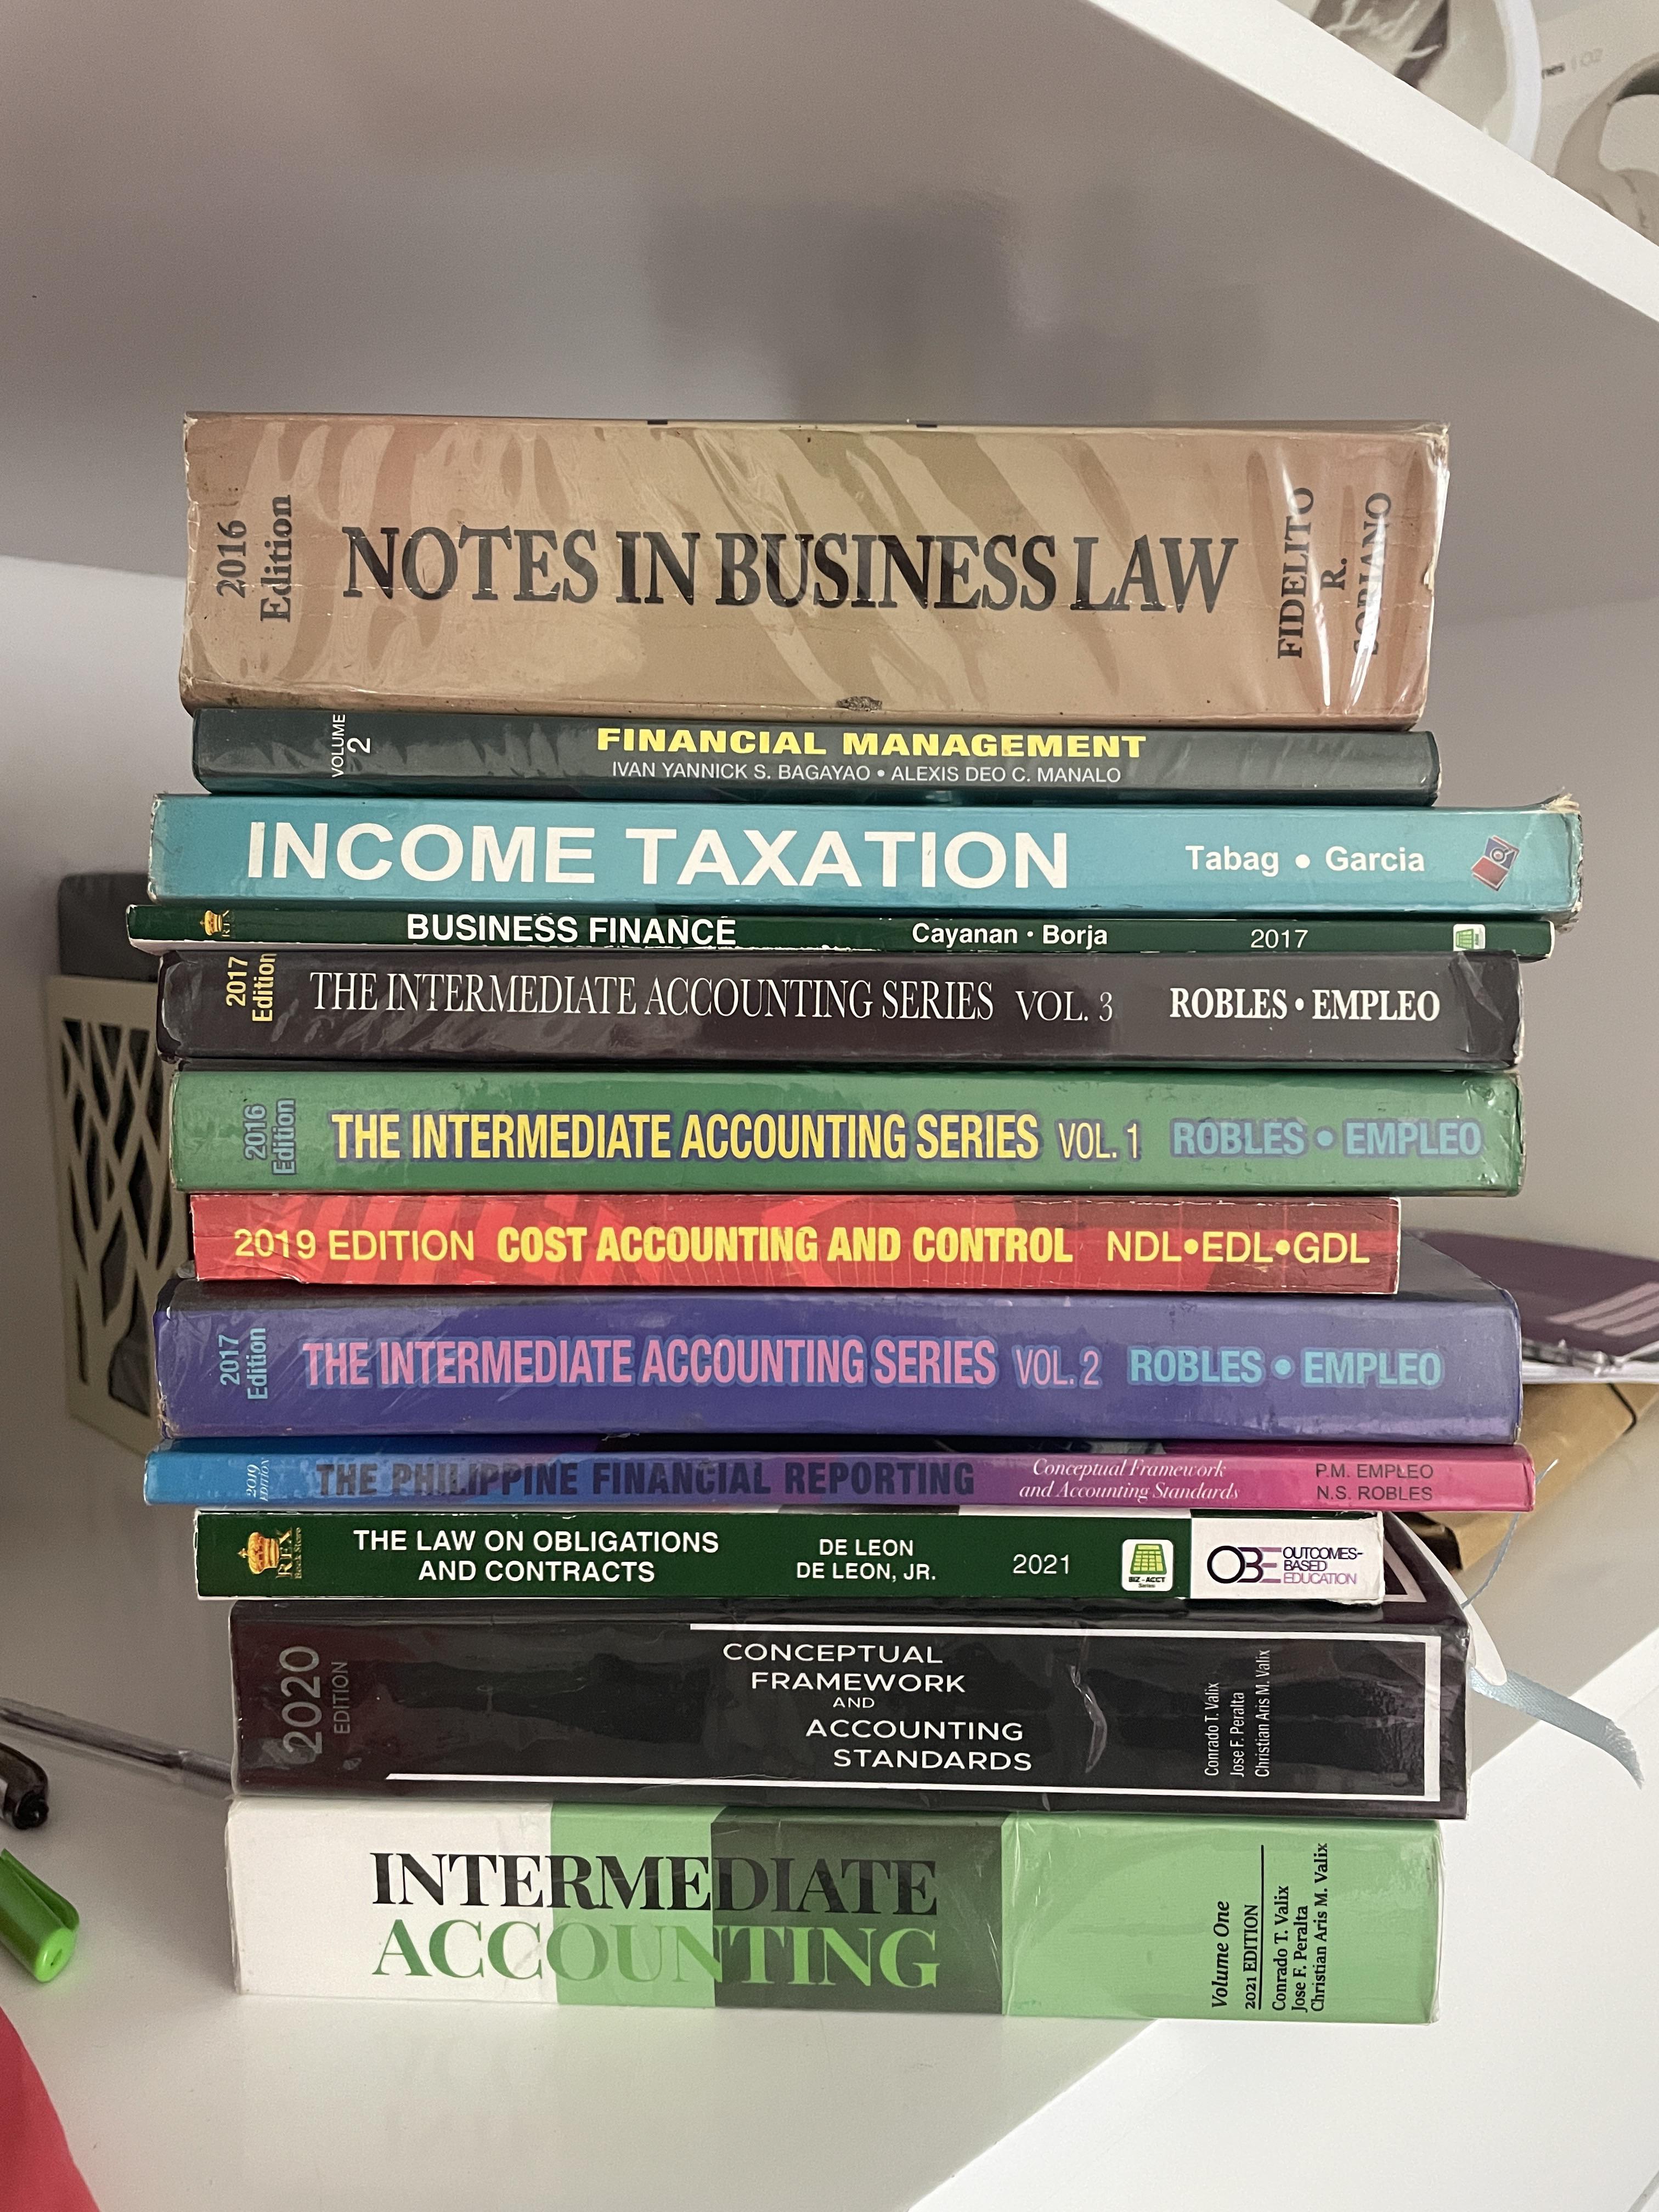 2016
Edition
NOTES IN BUSINESS LAW
FIDELITO
R.
SORIANO
VOLUME
2
FINANCIAL MANAGEMENT
IVAN YANNICK S. BAGAYAO • ALEXIS DEO C. MANALO
INCOME TAXATION
Tabag • Garcia
REX
BUSINESS FINANCE
Cayanan • Borja
2017
2017
Edition
THE INTERMEDIATE ACCOUNTING SERIES VOL. 3
ROBLES • EMPLEO
2016
Edition
THE INTERMEDIATE ACCOUNTING SERIES VOL. 1
ROBLES • EMPLEO
2019 EDITION COST ACCOUNTING AND CONTROL NDL•EDL•GDL
2017
Edition
THE INTERMEDIATE ACCOUNTING SERIES VOL. 2
ROBLES • EMPLEO
2019
EDITION
THE PHILIPPINE FINANCIAL REPORTING
Conceptual Framework
and Accounting Standards
P.M. EMPLEO
N.S. ROBLES
REX
Book Store
THE LAW ON OBLIGATIONS
AND CONTRACTS
DE LEON
DE LEON, JR.
2021
BIZ-ACCT
Series
OBE
OUTCOMES-
BASED
EDUCATION
2020
EDITION
CONCEPTUAL
FRAMEWORK
AND
ACCOUNTING
STANDARDS
Conrado T. Valix
Jose F. Peralta
Christian Aris M. Valix
INTERMEDIATE
ACCOUNTING
Volume One
2021 EDITION
Conrado T. Valix
Jose F. Peralta
Christian Aris M. Valix